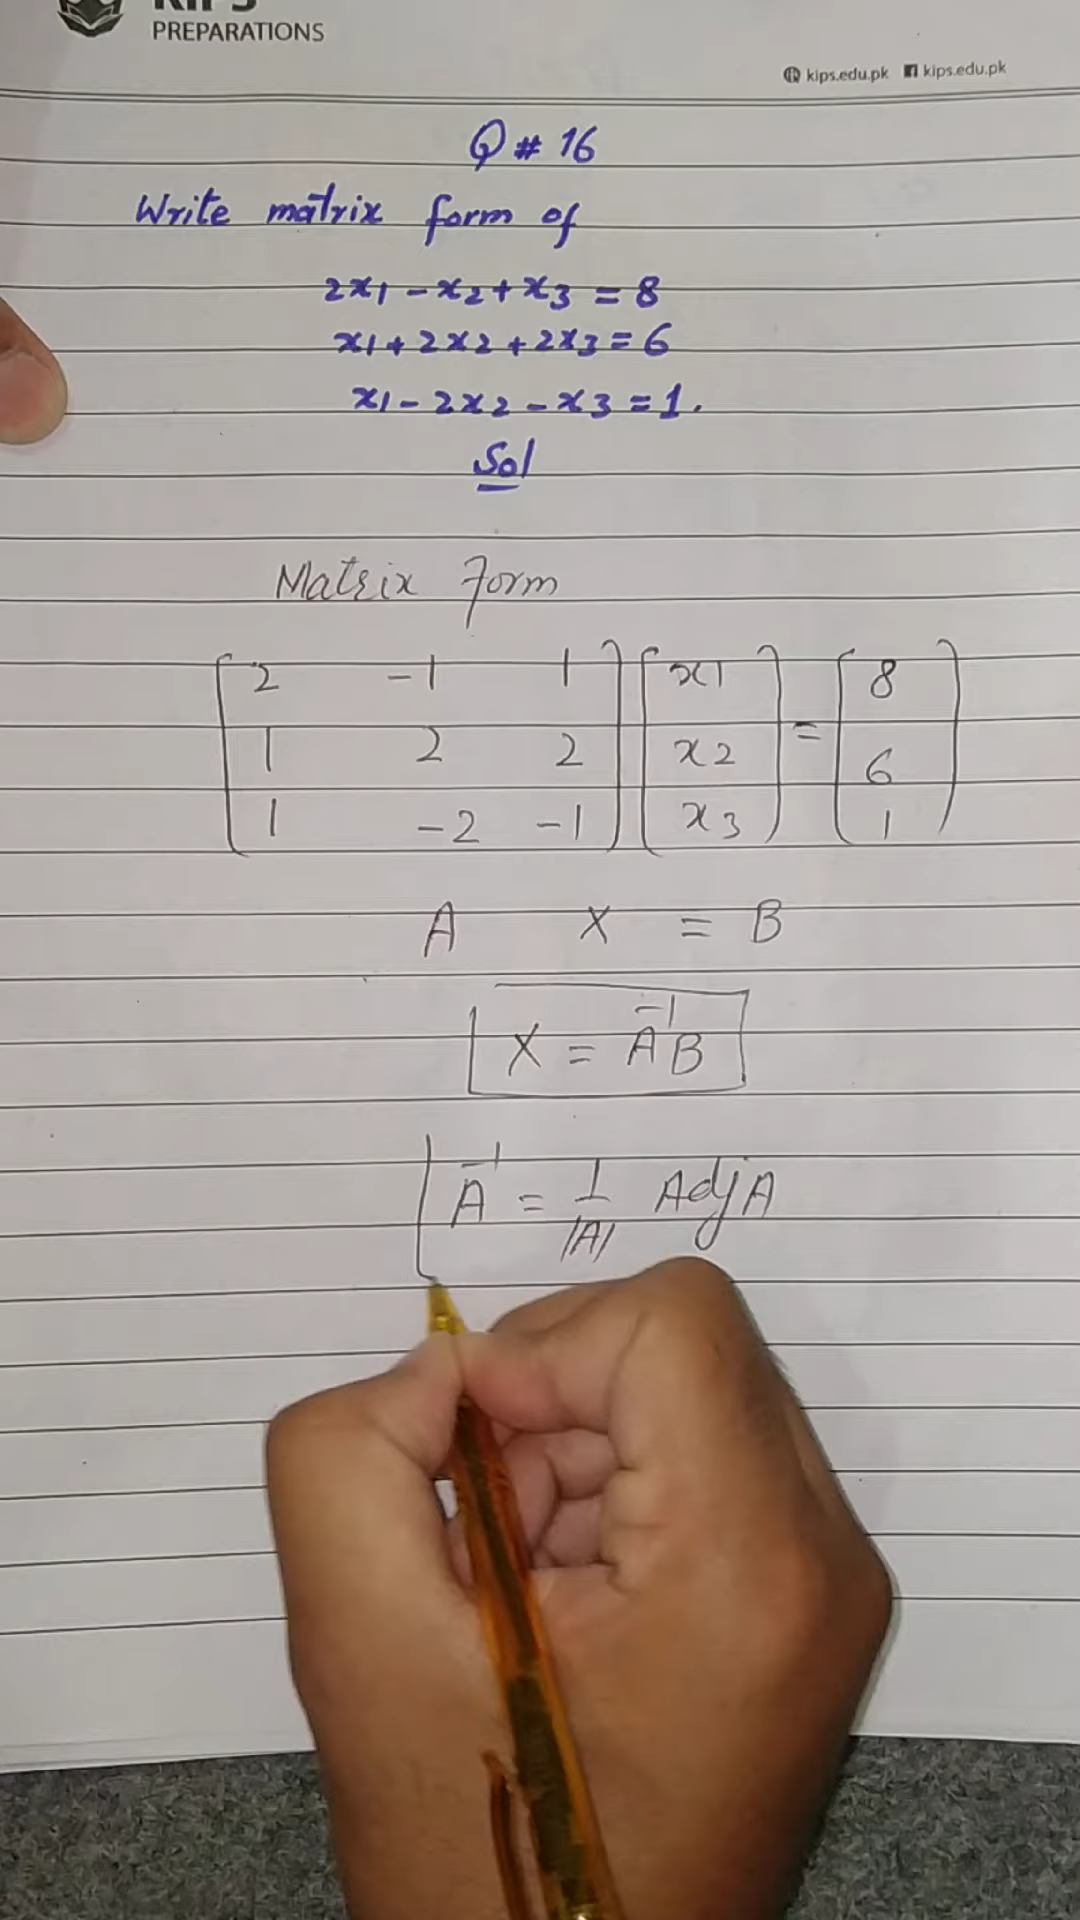 KIPS
PREPARATIONS
kips.edu.pk kips.edu.pk
Q # 16
Write matrix form of
2x1 - x2 + x3 = 8
x1 + 2x2 + 2x3 = 6
x1 - 2x2 - x3 = 1.
Sol
Matrix Form
[2 -1 1] [x1] = [8]
[1 2 2] [x2] [6]
[1 -2 -1] [x3] [1]
A X = B
X = A⁻¹B
A⁻¹ = 1/|A| AdjA